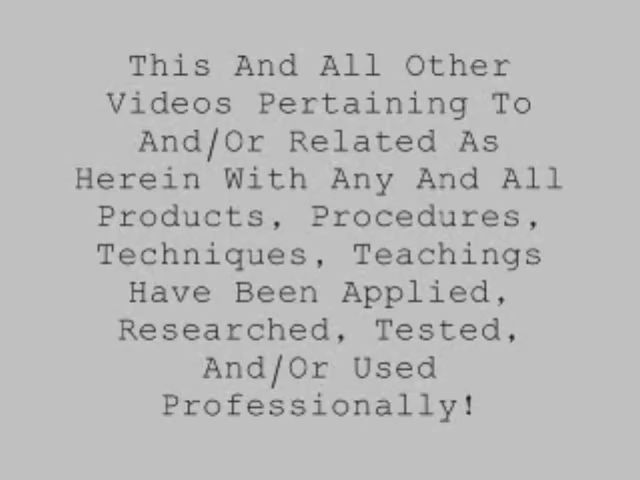 This And All Other
Videos Pertaining To
And/Or Related As
Herein With Any And All
Products, Procedures,
Techniques, Teachings
Have Been Applied,
Researched, Tested,
And/Or Used
Professionally!